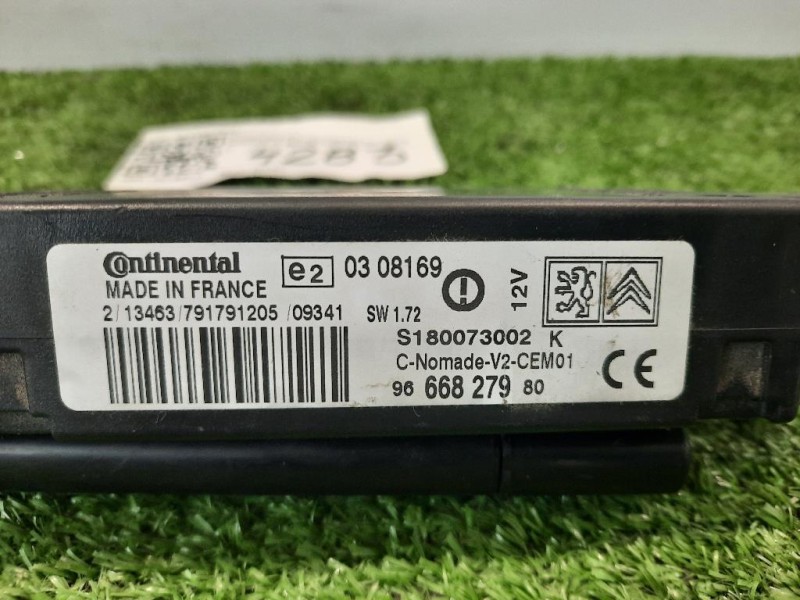 Continental
MADE IN FRANCE
e2 03 08169
12V
2/13463/791791205/09341 SW 1.72
S180073002 K
C-Nomade-V2-CEM01
96 668 279 80
CE